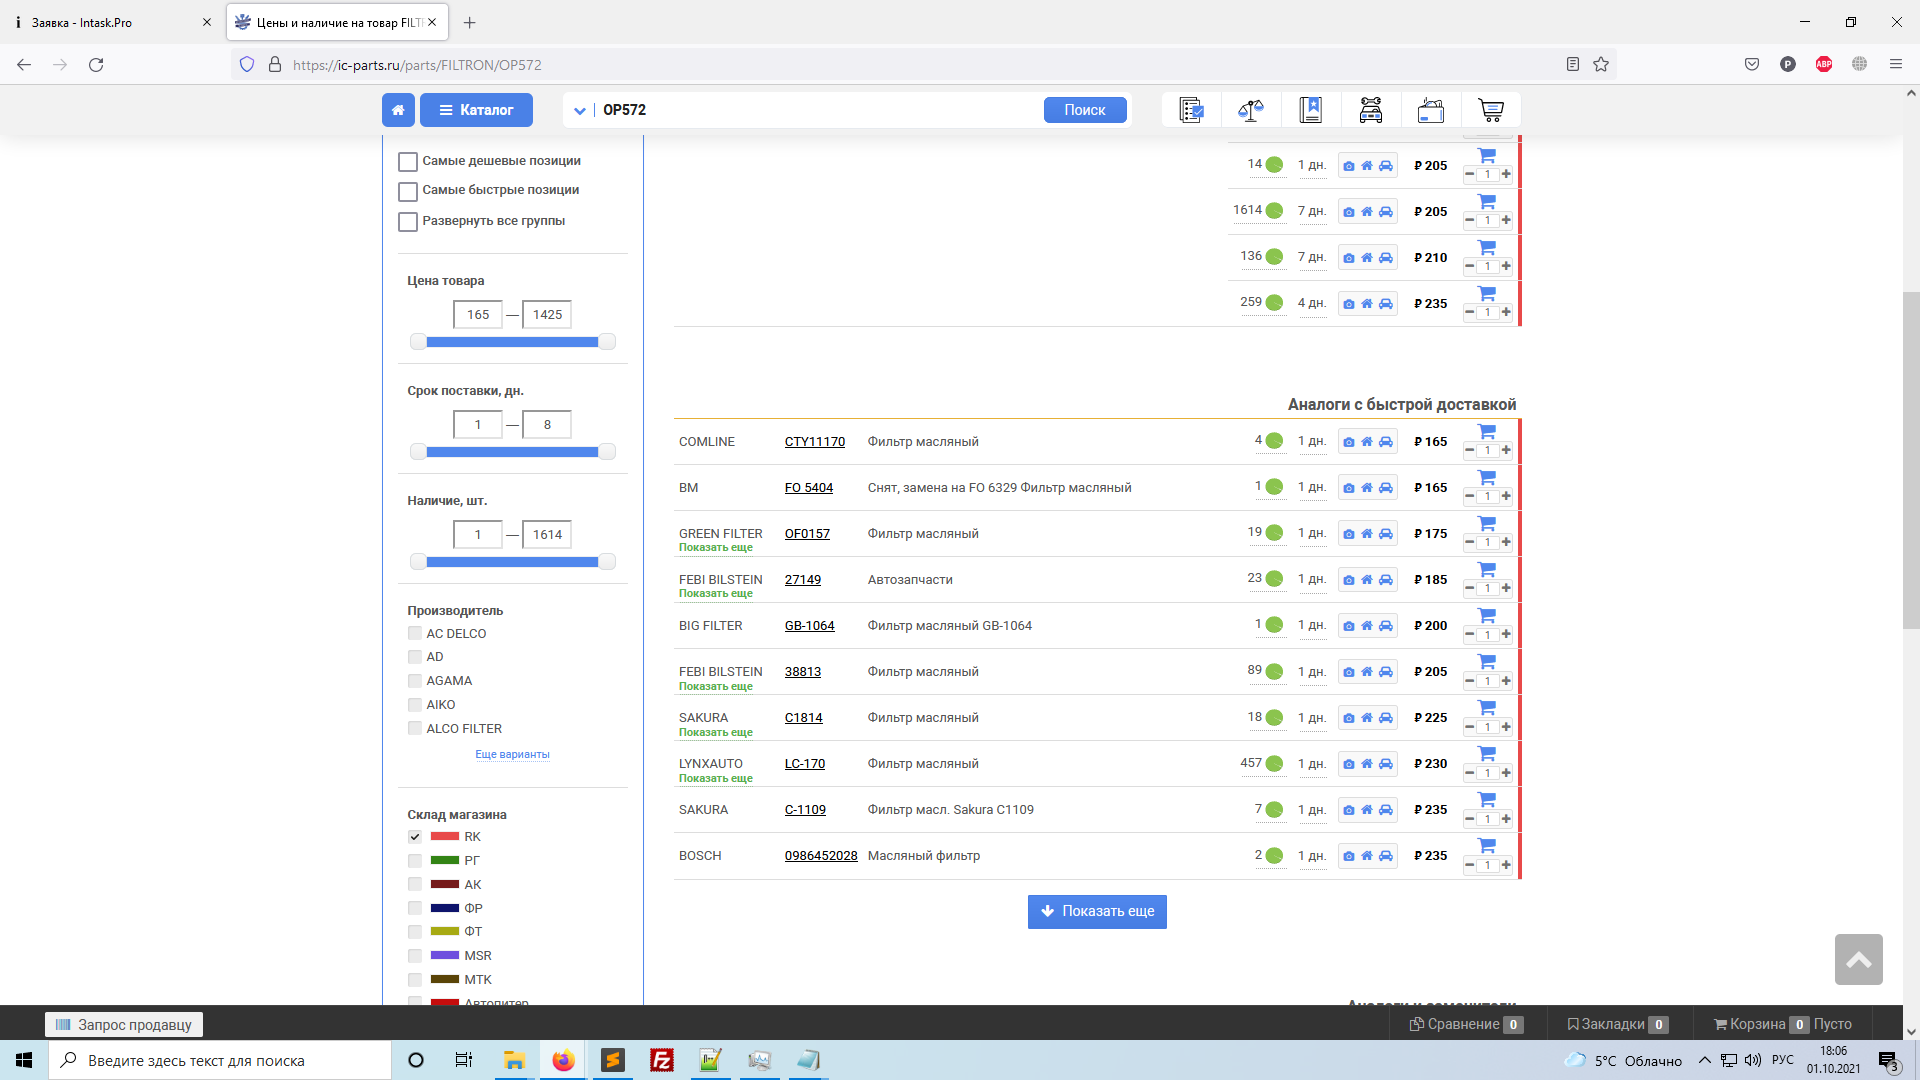 Заявка - Intask.Pro
Цены и наличие на товар FILT
https://ic-parts.ru/parts/FILTRON/OP572
Каталог
OP572
Поиск
Самые дешевые позиции
Самые быстрые позиции
Развернуть все группы
Цена товара
165 — 1425
Срок поставки, дн.
1 — 8
Наличие, шт.
1 — 1614
Производитель
AC DELCO
AD
AGAMA
AIKO
ALCO FILTER
Еще варианты
Склад магазина
RK
РГ
АК
ФР
ФТ
MSR
МТК
Автопитер
14 1 дн. ₽ 205 1
1614 7 дн. ₽ 205 1
136 7 дн. ₽ 210 1
259 4 дн. ₽ 235 1
Аналоги с быстрой доставкой
COMLINE CTY11170 Фильтр масляный 4 1 дн. ₽ 165 1
BM FO 5404 Снят, замена на FO 6329 Фильтр масляный 1 1 дн. ₽ 165 1
GREEN FILTER OF0157 Фильтр масляный 19 1 дн. ₽ 175 1
Показать еще
FEBI BILSTEIN 27149 Автозапчасти 23 1 дн. ₽ 185 1
Показать еще
BIG FILTER GB-1064 Фильтр масляный GB-1064 1 1 дн. ₽ 200 1
FEBI BILSTEIN 38813 Фильтр масляный 89 1 дн. ₽ 205 1
Показать еще
SAKURA C1814 Фильтр масляный 18 1 дн. ₽ 225 1
Показать еще
LYNXAUTO LC-170 Фильтр масляный 457 1 дн. ₽ 230 1
Показать еще
SAKURA C-1109 Фильтр масл. Sakura C1109 7 1 дн. ₽ 235 1
BOSCH 0986452028 Масляный фильтр 2 1 дн. ₽ 235 1
Показать еще
Аналоги и заменители
Запрос продавцу
Сравнение 0
Закладки 0
Корзина 0 Пусто
Введите здесь текст для поиска
5°C Облачно
РУС
18:06
01.10.2021
3